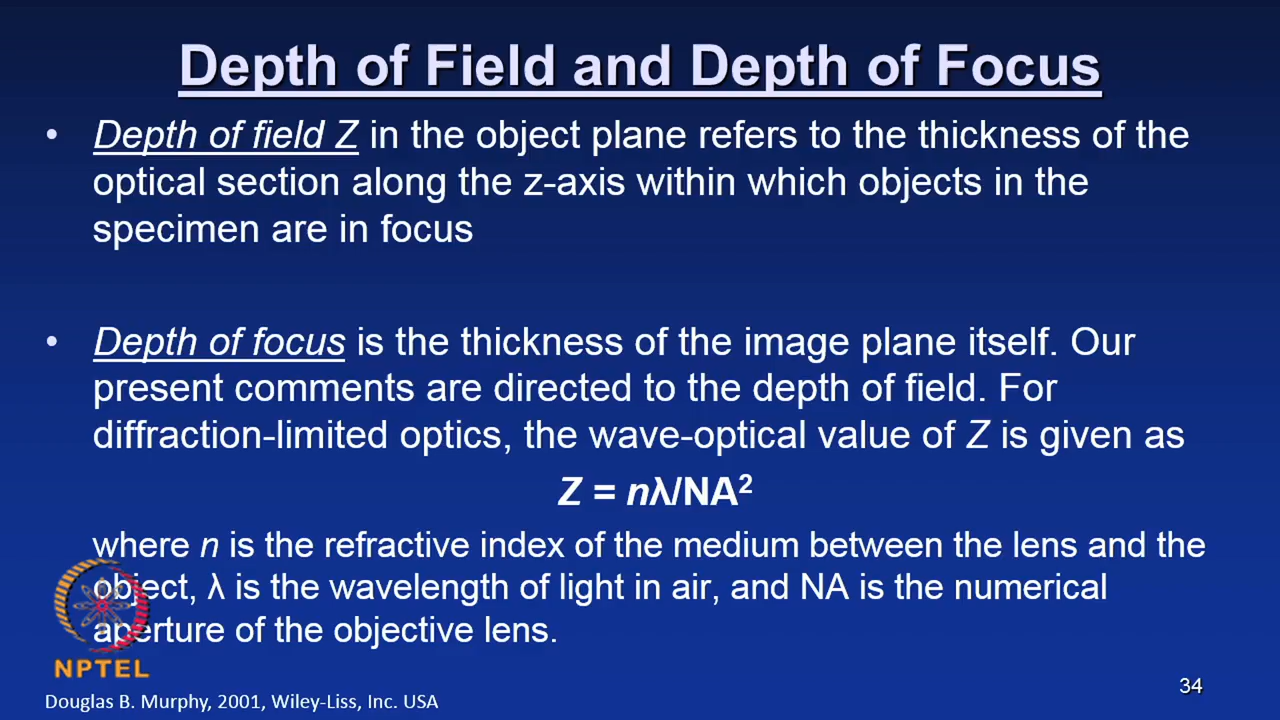 Depth of Field and Depth of Focus
• Depth of field Z in the object plane refers to the thickness of the
optical section along the z-axis within which objects in the
specimen are in focus
• Depth of focus is the thickness of the image plane itself. Our
present comments are directed to the depth of field. For
diffraction-limited optics, the wave-optical value of Z is given as
Z = nλ/NA²
where n is the refractive index of the medium between the lens and the
object, λ is the wavelength of light in air, and NA is the numerical
aperture of the objective lens.
NPTEL
Douglas B. Murphy, 2001, Wiley-Liss, Inc. USA
34